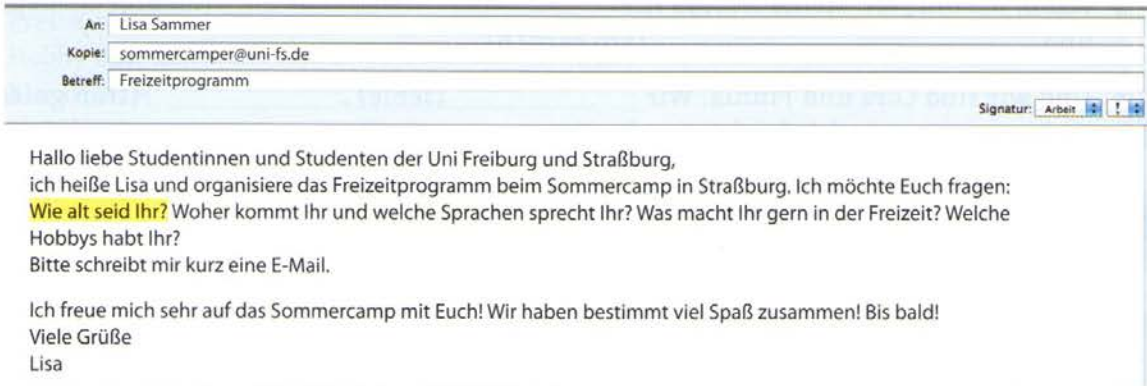 An: Lisa Sammer
Kopie: sommercamper@uni-fs.de
Betreff: Freizeitprogramm
Signatur: Arbeit !
Hallo liebe Studentinnen und Studenten der Uni Freiburg und Straßburg,
ich heiße Lisa und organisiere das Freizeitprogramm beim Sommercamp in Straßburg. Ich möchte Euch fragen:
Wie alt seid Ihr? Woher kommt Ihr und welche Sprachen sprecht Ihr? Was macht Ihr gern in der Freizeit? Welche
Hobbys habt Ihr?
Bitte schreibt mir kurz eine E-Mail.
Ich freue mich sehr auf das Sommercamp mit Euch! Wir haben bestimmt viel Spaß zusammen! Bis bald!
Viele Grüße
Lisa